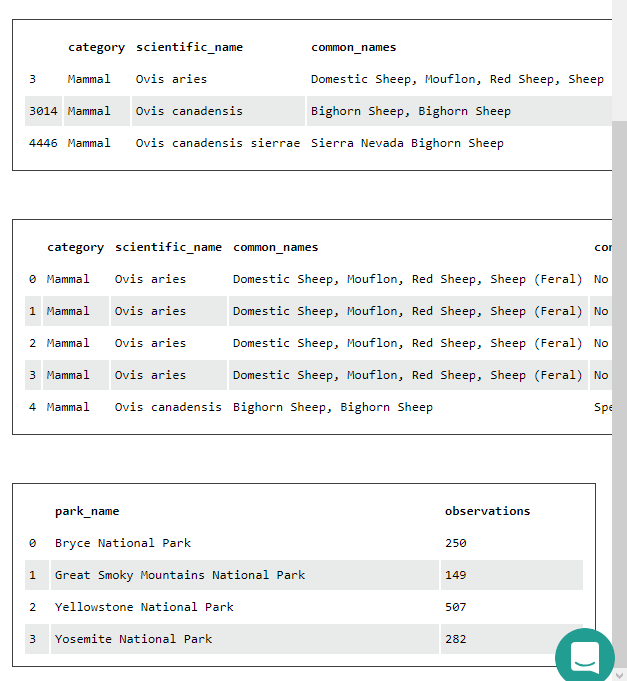 category scientific_name common_names
3 Mammal Ovis aries Domestic Sheep, Mouflon, Red Sheep, Sheep
3014 Mammal Ovis canadensis Bighorn Sheep, Bighorn Sheep
4446 Mammal Ovis canadensis sierrae Sierra Nevada Bighorn Sheep
category scientific_name common_names
0 Mammal Ovis aries Domestic Sheep, Mouflon, Red Sheep, Sheep (Feral) No
1 Mammal Ovis aries Domestic Sheep, Mouflon, Red Sheep, Sheep (Feral) No
2 Mammal Ovis aries Domestic Sheep, Mouflon, Red Sheep, Sheep (Feral) No
3 Mammal Ovis aries Domestic Sheep, Mouflon, Red Sheep, Sheep (Feral) No
4 Mammal Ovis canadensis Bighorn Sheep, Bighorn Sheep
park_name observations
0 Bryce National Park 250
1 Great Smoky Mountains National Park 149
2 Yellowstone National Park 507
3 Yosemite National Park 282